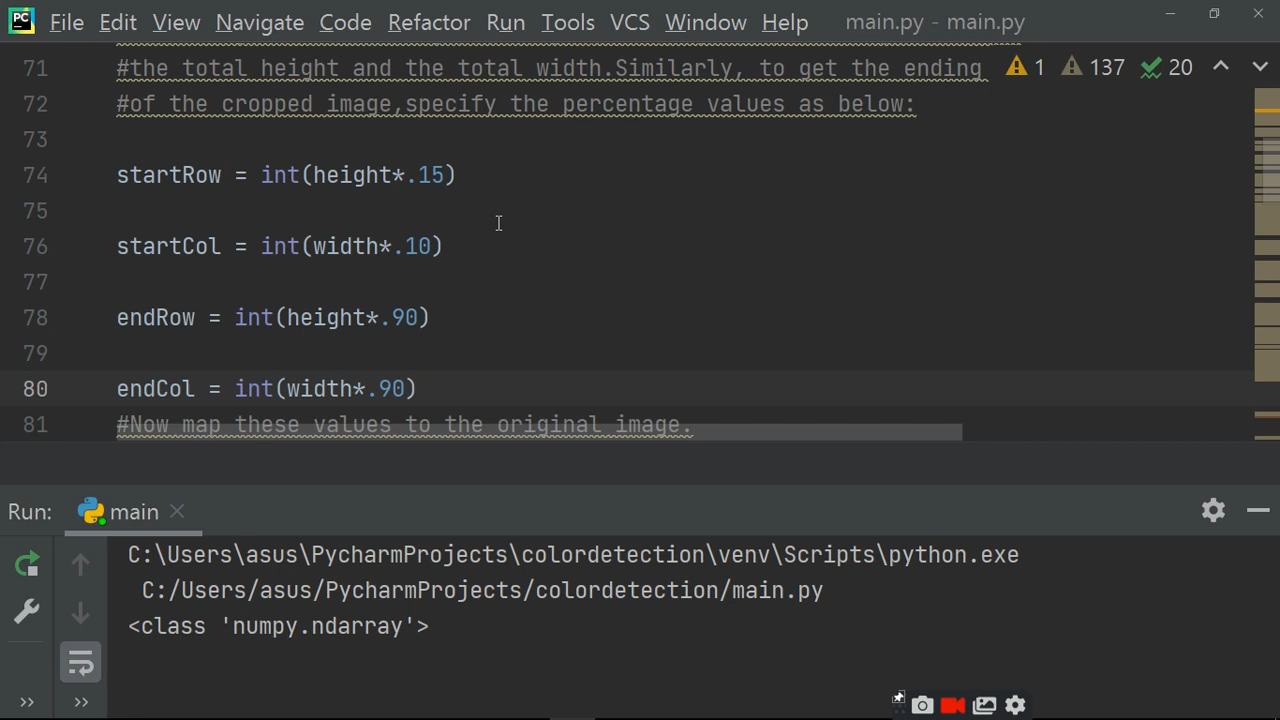 PC File Edit View Navigate Code Refactor Run Tools VCS Window Help main.py - main.py
71 #the total height and the total width.Similarly, to get the ending 1 137 20
72 #of the cropped image,specify the percentage values as below:
73
74 startRow = int(height*.15)
75
76 startCol = int(width*.10)
77
78 endRow = int(height*.90)
79
80 endCol = int(width*.90)
81 #Now map these values to the original image.
Run: main
C:\Users\asus\PycharmProjects\colordetection\venv\Scripts\python.exe
C:/Users/asus/PycharmProjects/colordetection/main.py
<class 'numpy.ndarray'>